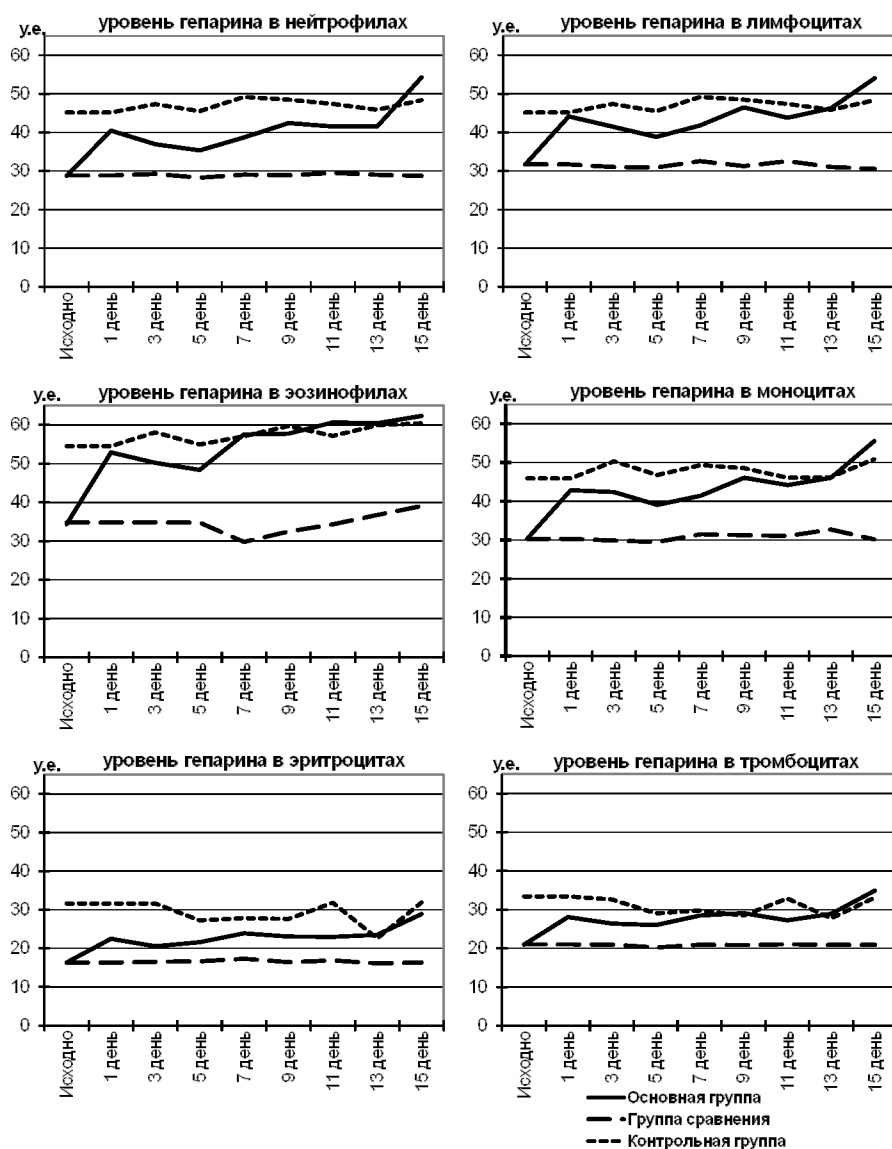 у.е.
уровень гепарина в нейтрофилах
60
50
40
30
20
10
0
Исходно
1 день
3 день
5 день
7 день
9 день
11 день
13 день
15 день
у.е.
уровень гепарина в лимфоцитах
60
50
40
30
20
10
0
Исходно
1 день
3 день
5 день
7 день
9 день
11 день
13 день
15 день
у.е.
уровень гепарина в эозинофилах
60
50
40
30
20
10
0
Исходно
1 день
3 день
5 день
7 день
9 день
11 день
13 день
15 день
у.е.
уровень гепарина в моноцитах
60
50
40
30
20
10
0
Исходно
1 день
3 день
5 день
7 день
9 день
11 день
13 день
15 день
у.е.
уровень гепарина в эритроцитах
60
50
40
30
20
10
0
Исходно
1 день
3 день
5 день
7 день
9 день
11 день
13 день
15 день
у.е.
уровень гепарина в тромбоцитах
60
50
40
30
20
10
0
Исходно
1 день
3 день
5 день
7 день
9 день
11 день
13 день
15 день
Основная группа
Группа сравнения
Контрольная группа